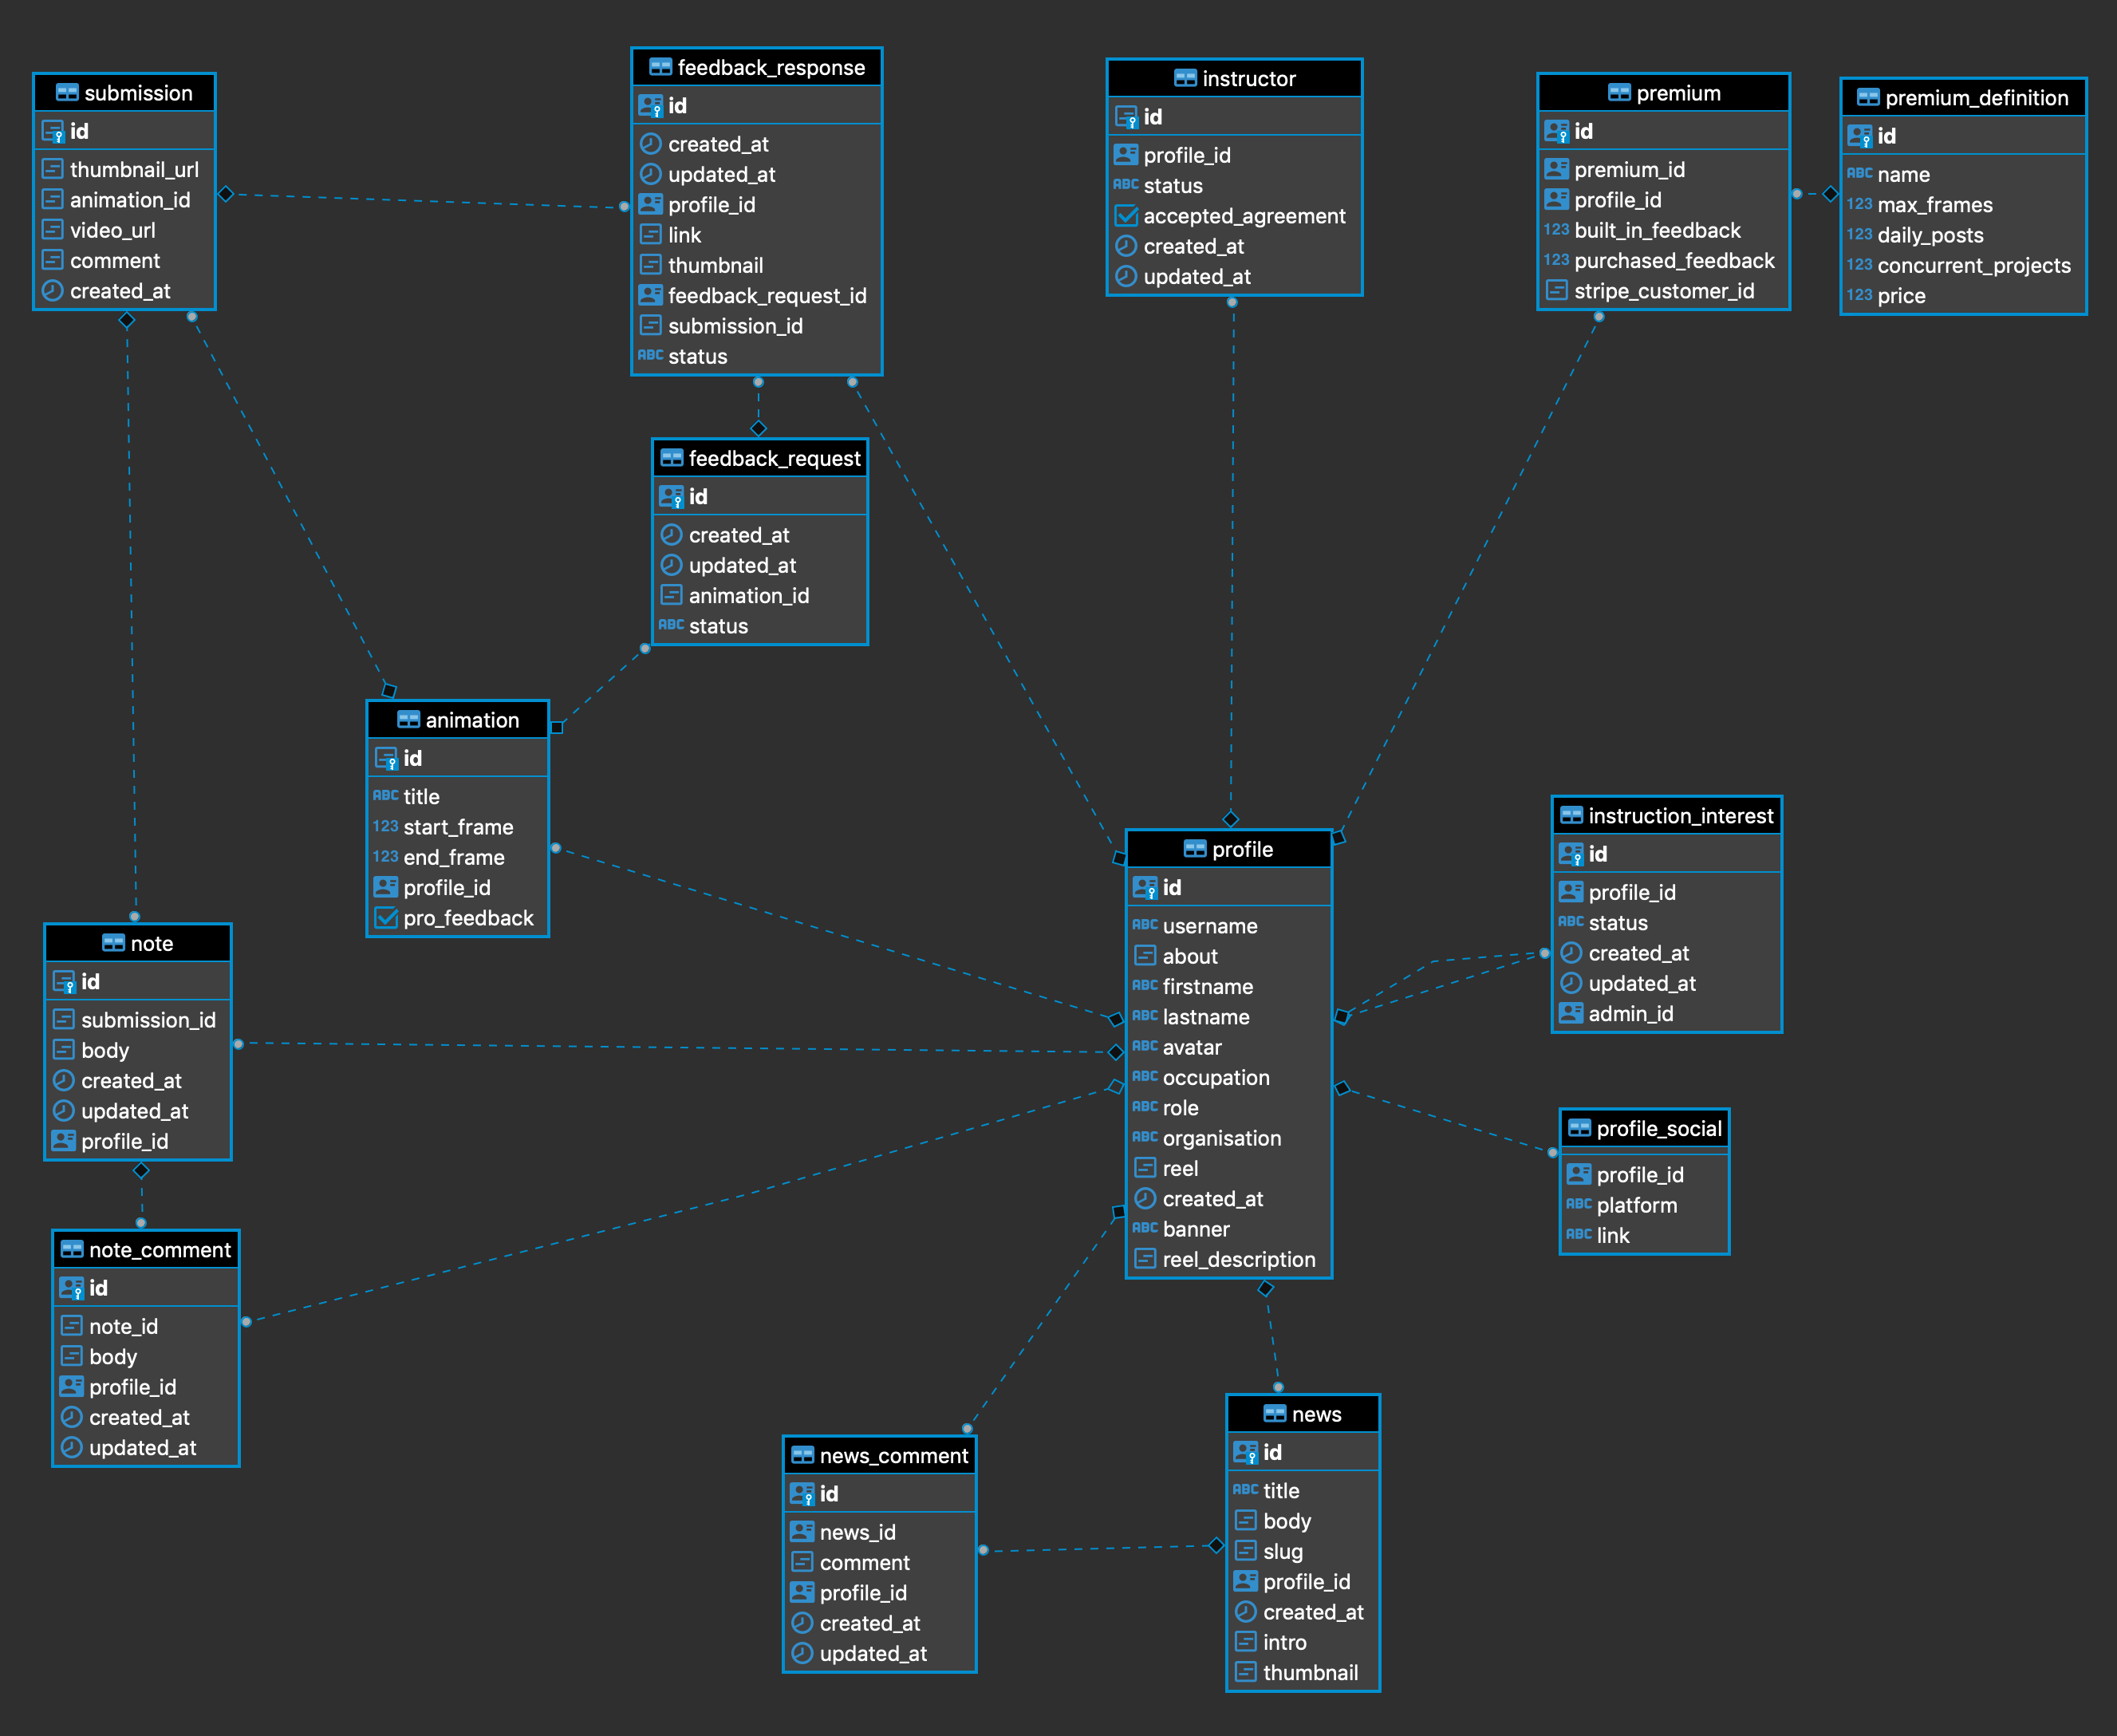 submission
id
thumbnail_url
animation_id
video_url
comment
created_at
feedback_response
id
created_at
updated_at
profile_id
link
thumbnail
feedback_request_id
submission_id
ABC status
instructor
id
profile_id
ABC status
accepted_agreement
created_at
updated_at
premium
id
premium_id
profile_id
123 built_in_feedback
123 purchased_feedback
stripe_customer_id
premium_definition
id
ABC name
123 max_frames
123 daily_posts
123 concurrent_projects
123 price
feedback_request
id
created_at
updated_at
animation_id
ABC status
animation
id
ABC title
123 start_frame
123 end_frame
profile_id
pro_feedback
profile
id
ABC username
about
ABC firstname
ABC lastname
ABC avatar
ABC occupation
ABC role
ABC organisation
reel
created_at
ABC banner
reel_description
instruction_interest
id
profile_id
ABC status
created_at
updated_at
admin_id
note
id
submission_id
body
created_at
updated_at
profile_id
profile_social
profile_id
ABC platform
ABC link
note_comment
id
note_id
body
profile_id
created_at
updated_at
news_comment
id
news_id
comment
profile_id
created_at
updated_at
news
id
ABC title
body
slug
profile_id
created_at
intro
thumbnail